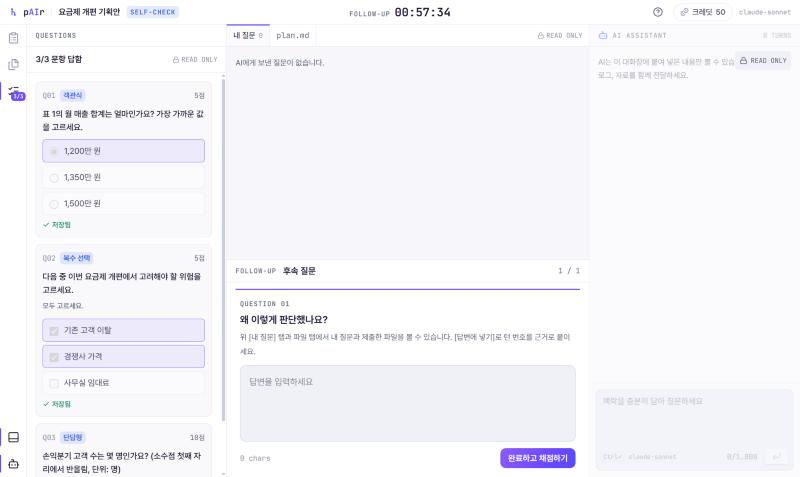 pAIr
요금제 개편 기획안
SELF-CHECK
FOLLOW-UP 00:57:34
크레딧 50
claude-sonnet
QUESTIONS
3/3 문항 답함
READ ONLY
3/3
Q01 객관식 5점
표 1의 월 매출 합계는 얼마인가요? 가장 가까운 값
을 고르세요.
1,200만 원
1,350만 원
1,500만 원
저장됨
Q02 복수 선택 5점
다음 중 이번 요금제 개편에서 고려해야 할 위험을
고르세요.
모두 고르세요.
기존 고객 이탈
경쟁사 가격
사무실 임대료
저장됨
Q03 단답형 10점
손익분기 고객 수는 몇 명인가요? (소수점 첫째 자
리에서 반올림, 단위: 명)
내 질문 0
plan.md
READ ONLY
AI에게 보낸 질문이 없습니다.
FOLLOW-UP 후속 질문 1 / 1
QUESTION 01
왜 이렇게 판단했나요?
위 [내 질문] 탭과 파일 탭에서 내 질문과 제출한 파일을 볼 수 있습니다. [답변에 넣기]로 턴 번호를 근거로 붙이
세요.
답변을 입력하세요
0 chars
완료하고 채점하기
AI ASSISTANT 0 TURNS
AI는 이 대화창에 붙여 넣은 내용만 볼 수 있습
READ ONLY
로그, 자료를 함께 전달하세요.
맥락을 충분히 담아 질문하세요
claude-sonnet